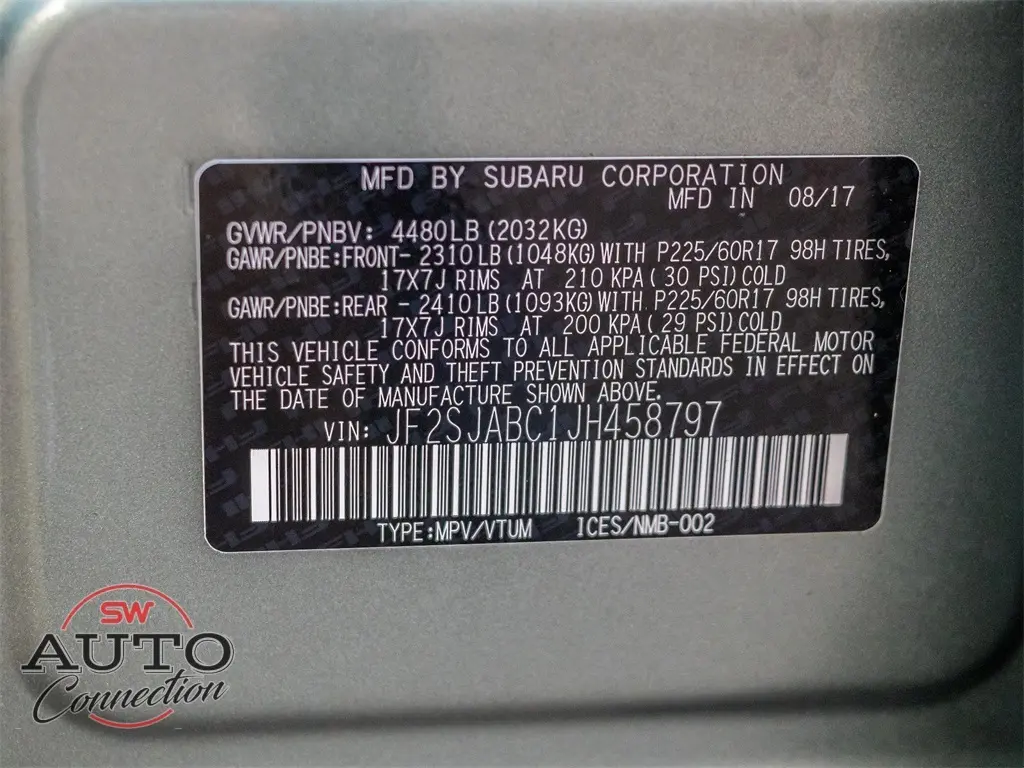 MFD BY SUBARU CORPORATION
MFD IN 08/17
GVWR/PNBV: 4480LB (2032KG)
GAWR/PNBE:FRONT- 2310LB (1048KG) WITH P225/60R17 98H TIRES,
17X7J RIMS AT 210 KPA ( 30 PSI) COLD
GAWR/PNBE:REAR - 2410LB (1093KG) WITH P225/60R17 98H TIRES,
17X7J RIMS AT 200 KPA ( 29 PSI) COLD
THIS VEHICLE CONFORMS TO ALL APPLICABLE FEDERAL MOTOR
VEHICLE SAFETY AND THEFT PREVENTION STANDARDS IN EFFECT ON
THE DATE OF MANUFACTURE SHOWN ABOVE.
VIN: JF2SJABC1JH458797
TYPE:MPV/VTUM ICES/NMB-002
SW
AUTO
Connection